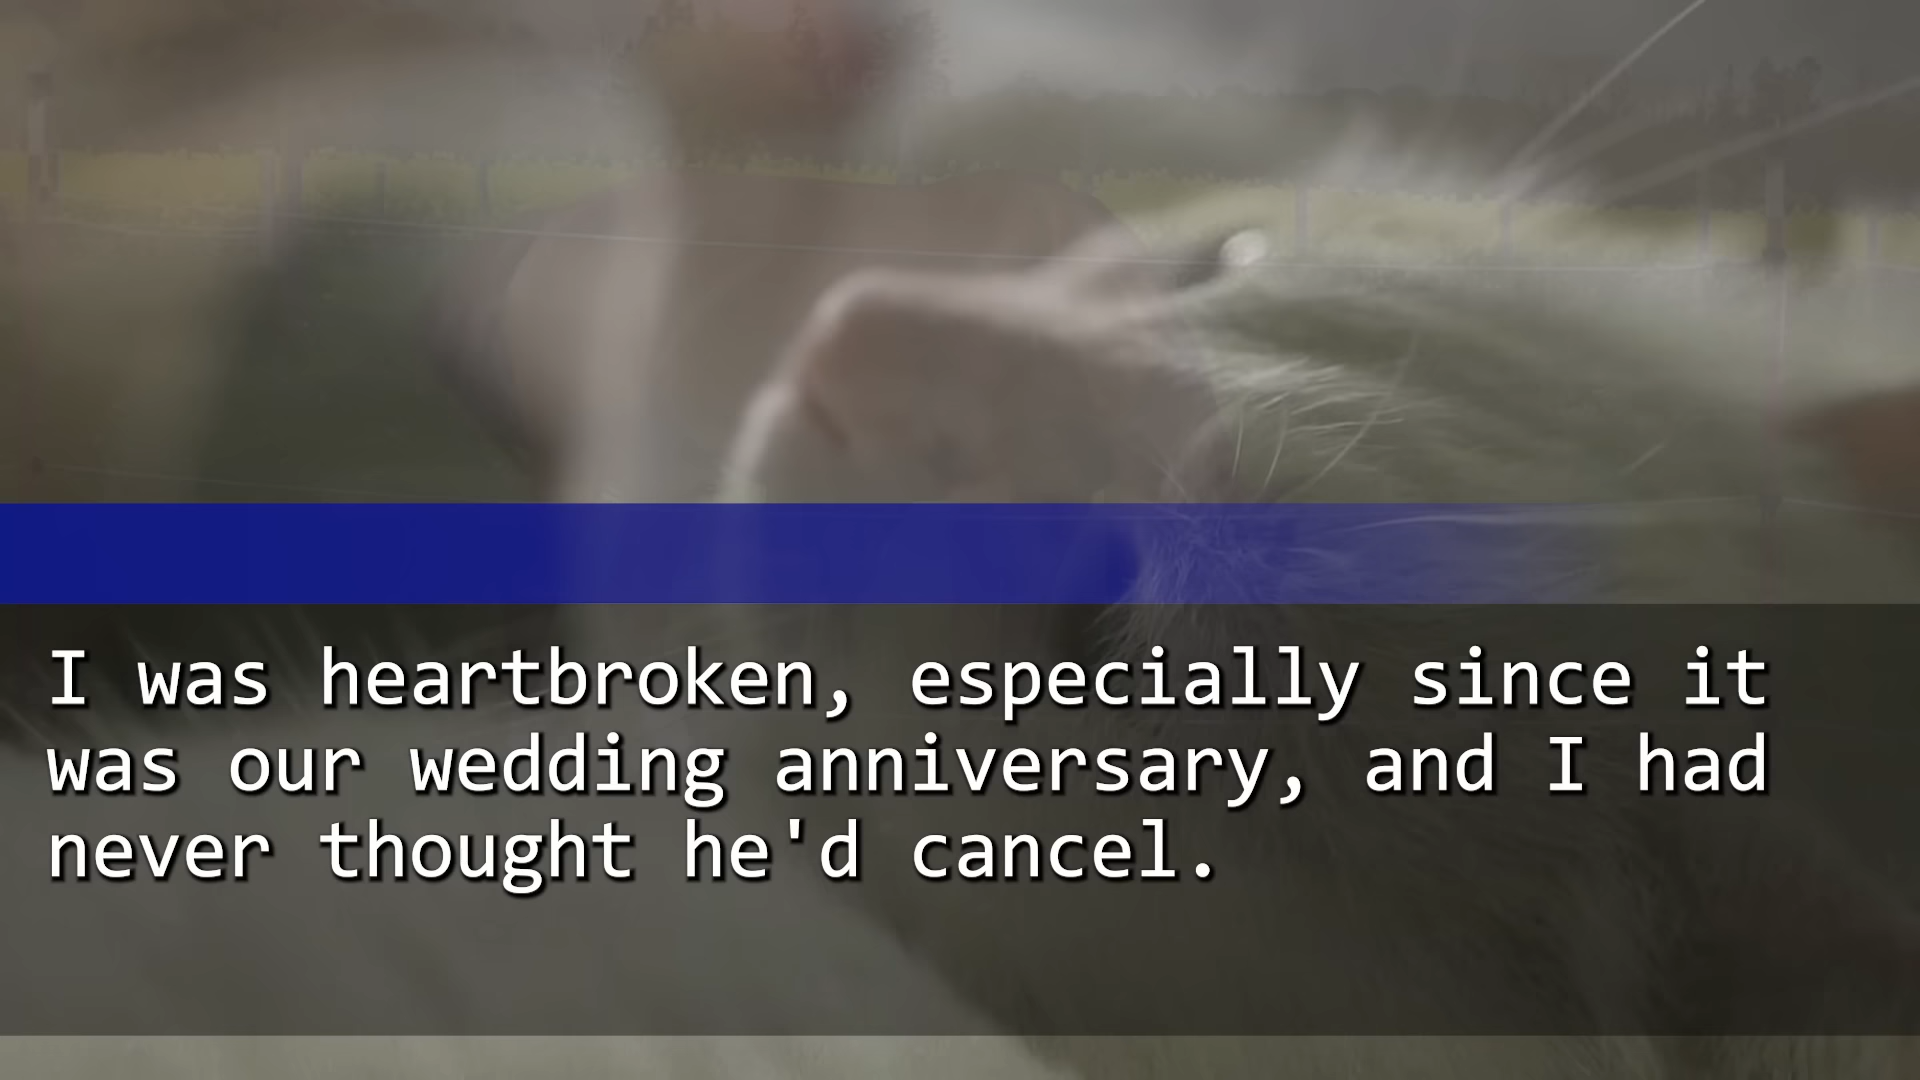 I was heartbroken, especially since it
was our wedding anniversary, and I had
never thought he'd cancel.